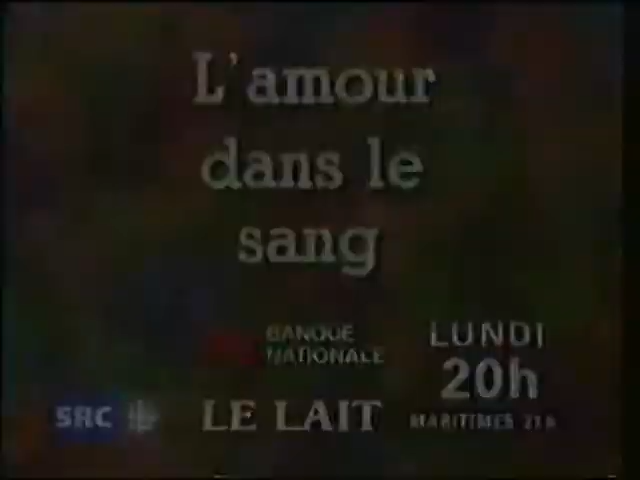 L'amour
dans le
sang
BANQUE
NATIONALE
LUNDI
20h
SRC
LE LAIT
MARITIMES 21h